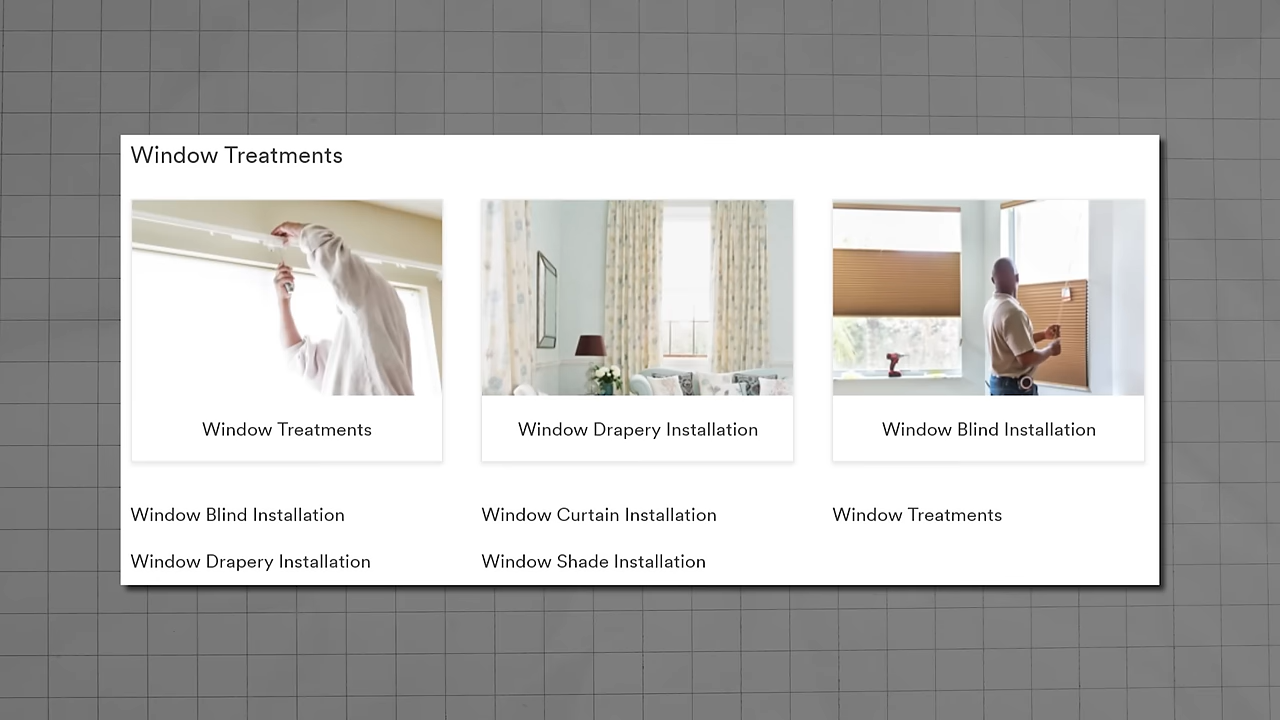 Window Treatments
Window Treatments
Window Drapery Installation
Window Blind Installation
Window Blind Installation
Window Curtain Installation
Window Treatments
Window Drapery Installation
Window Shade Installation